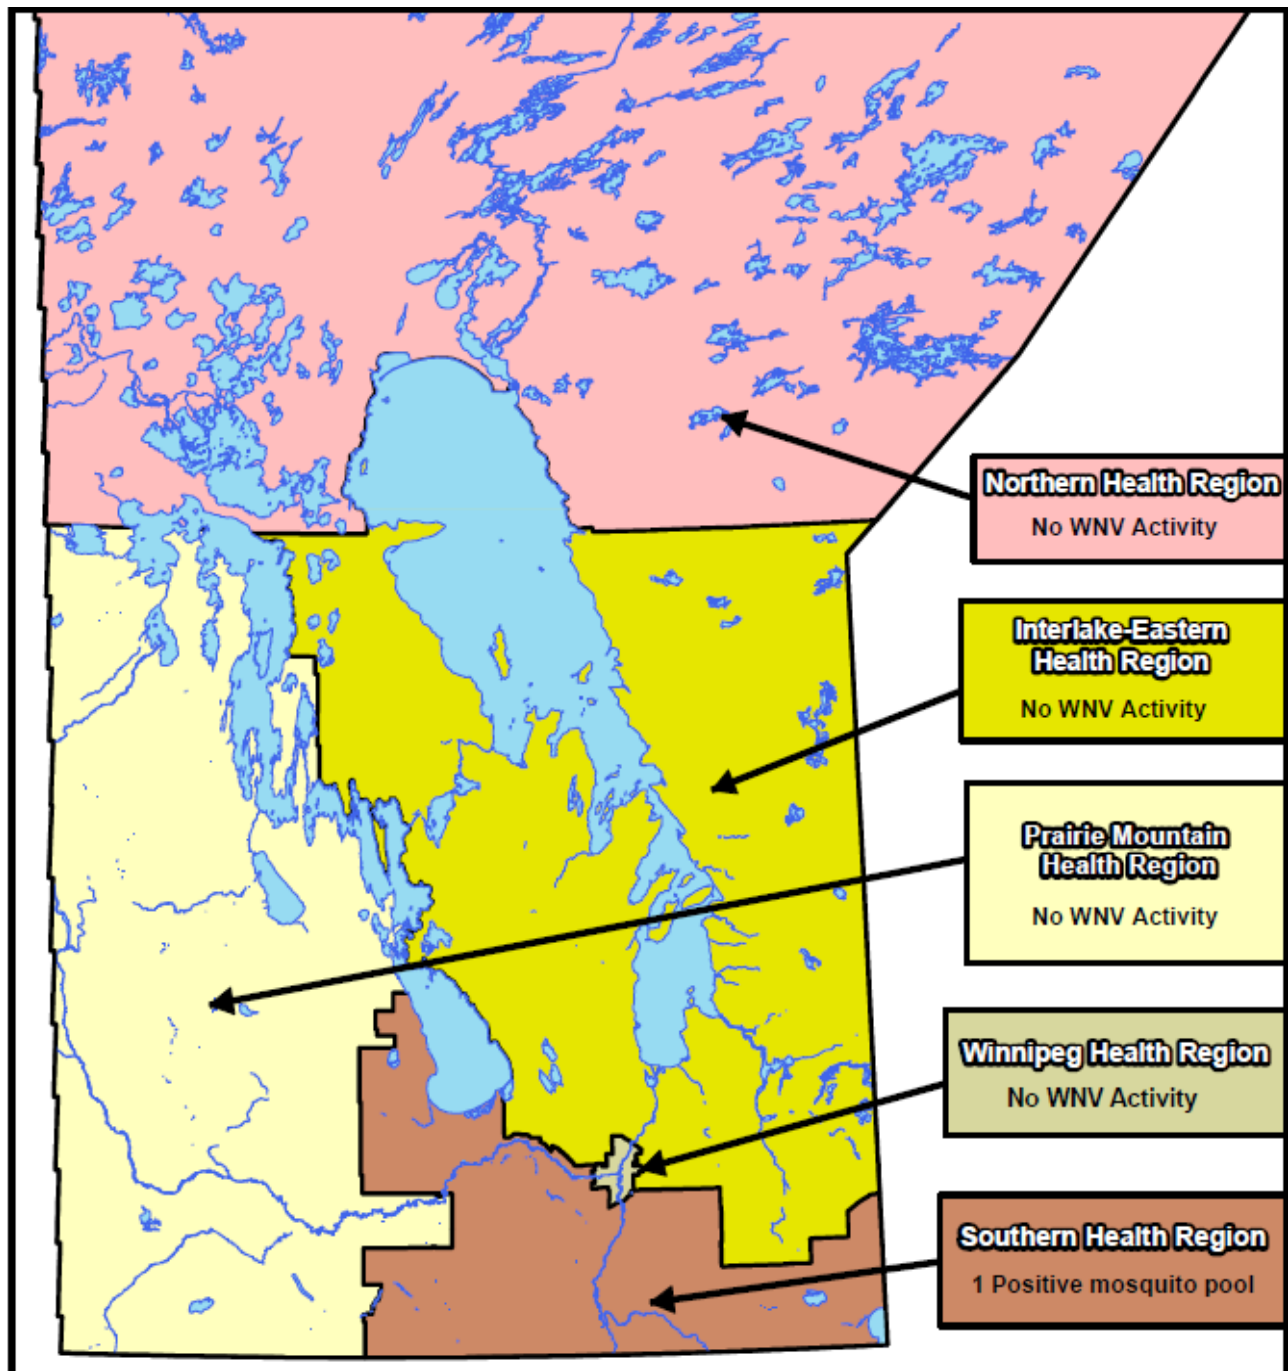 Northern Health Region
No WNV Activity
Interlake-Eastern
Health Region
No WNV Activity
Prairie Mountain
Health Region
No WNV Activity
Winnipeg Health Region
No WNV Activity
Southern Health Region
1 Positive mosquito pool